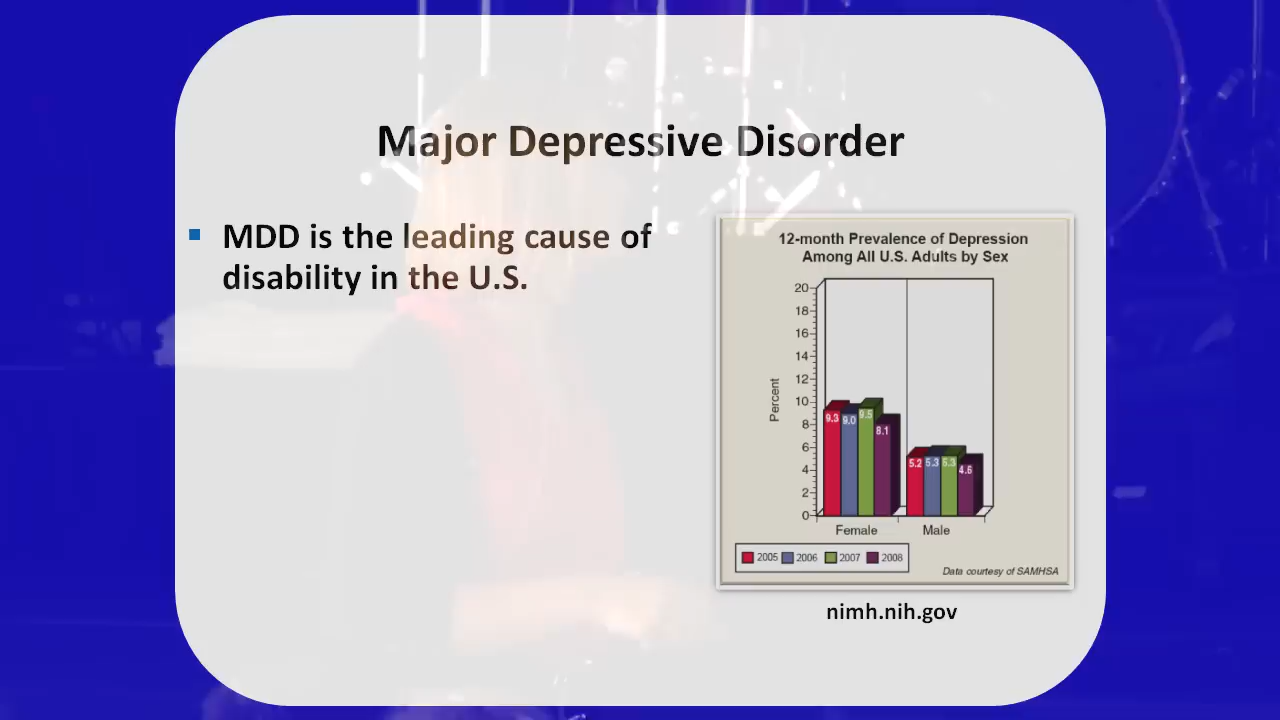 Major Depressive Disorder
MDD is the leading cause of
disability in the U.S.
12-month Prevalence of Depression
Among All U.S. Adults by Sex
Percent
20
18
16
14
12
10
8
6
4
2
0
9.3
9.0
9.5
8.1
5.2
5.3
5.3
4.6
Female
Male
2005 2006 2007 2008
Data courtesy of SAMHSA
nimh.nih.gov